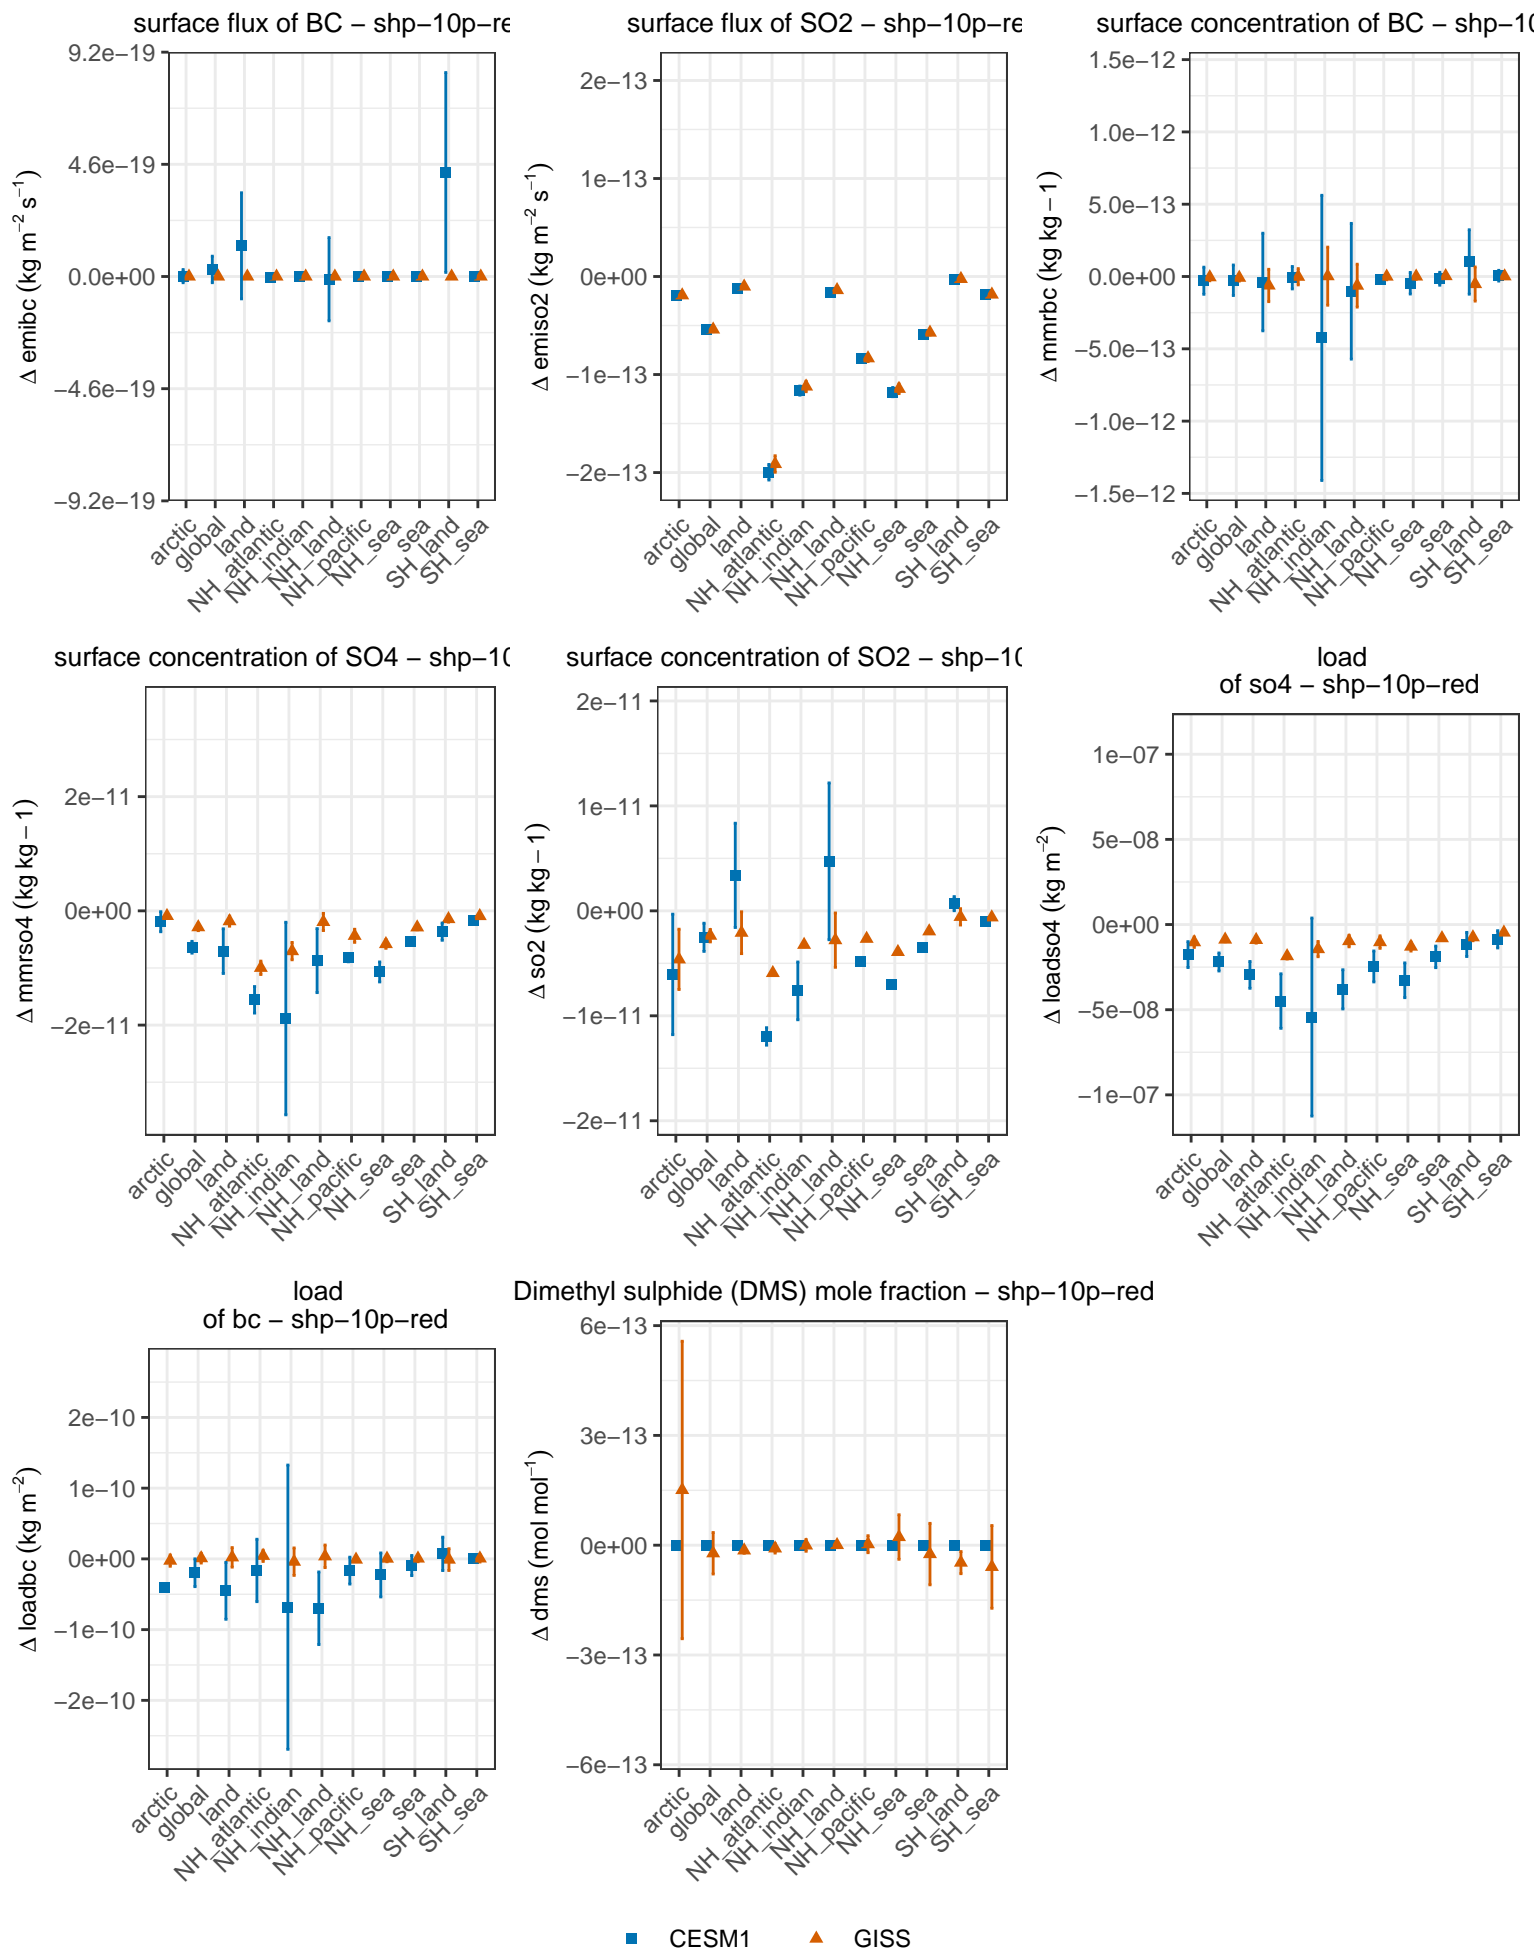 surface flux of BC – shp–10p–re
9.2e–19
4.6e–19
0.0e+00
–4.6e–19
–9.2e–19
Δ emibc (kg m⁻² s⁻¹)
arctic
global
land
NH_atlantic
NH_indian
NH_land
NH_pacific
NH_sea
sea
SH_land
SH_sea
surface flux of SO2 – shp–10p–re
2e–13
1e–13
0e+00
–1e–13
–2e–13
Δ emiso2 (kg m⁻² s⁻¹)
arctic
global
land
NH_atlantic
NH_indian
NH_land
NH_pacific
NH_sea
sea
SH_land
SH_sea
surface concentration of BC – shp–10
1.5e–12
1.0e–12
5.0e–13
0.0e+00
–5.0e–13
–1.0e–12
–1.5e–12
Δ mmrbc (kg kg – 1)
arctic
global
land
NH_atlantic
NH_indian
NH_land
NH_pacific
NH_sea
sea
SH_land
SH_sea
surface concentration of SO4 – shp–10
2e–11
0e+00
–2e–11
Δ mmrso4 (kg kg – 1)
arctic
global
land
NH_atlantic
NH_indian
NH_land
NH_pacific
NH_sea
sea
SH_land
SH_sea
surface concentration of SO2 – shp–10
2e–11
1e–11
0e+00
–1e–11
–2e–11
Δ so2 (kg kg – 1)
arctic
global
land
NH_atlantic
NH_indian
NH_land
NH_pacific
NH_sea
sea
SH_land
SH_sea
load
of so4 – shp–10p–red
1e–07
5e–08
0e+00
–5e–08
–1e–07
Δ loadso4 (kg m⁻²)
arctic
global
land
NH_atlantic
NH_indian
NH_land
NH_pacific
NH_sea
sea
SH_land
SH_sea
load
of bc – shp–10p–red
2e–10
1e–10
0e+00
–1e–10
–2e–10
Δ loadbc (kg m⁻²)
arctic
global
land
NH_atlantic
NH_indian
NH_land
NH_pacific
NH_sea
sea
SH_land
SH_sea
Dimethyl sulphide (DMS) mole fraction – shp–10p–red
6e–13
3e–13
0e+00
–3e–13
–6e–13
Δ dms (mol mol⁻¹)
arctic
global
land
NH_atlantic
NH_indian
NH_land
NH_pacific
NH_sea
sea
SH_land
SH_sea
CESM1 GISS